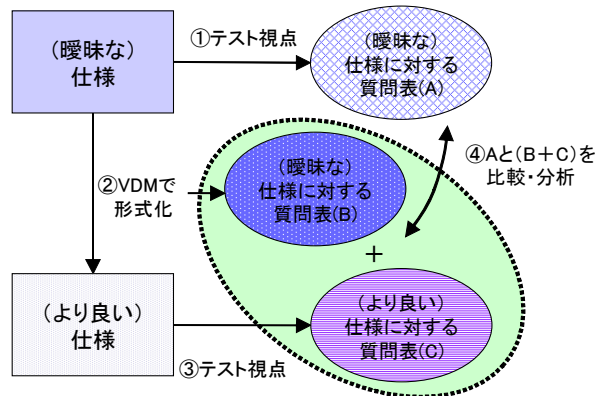 (曖昧な)
仕様
①テスト視点
(曖昧な)
仕様に対する
質問表(A)
②VDMで
形式化
(曖昧な)
仕様に対する
質問表(B)
④Aと(B+C)を
比較・分析
+
(より良い)
仕様
③テスト視点
(より良い)
仕様に対する
質問表(C)